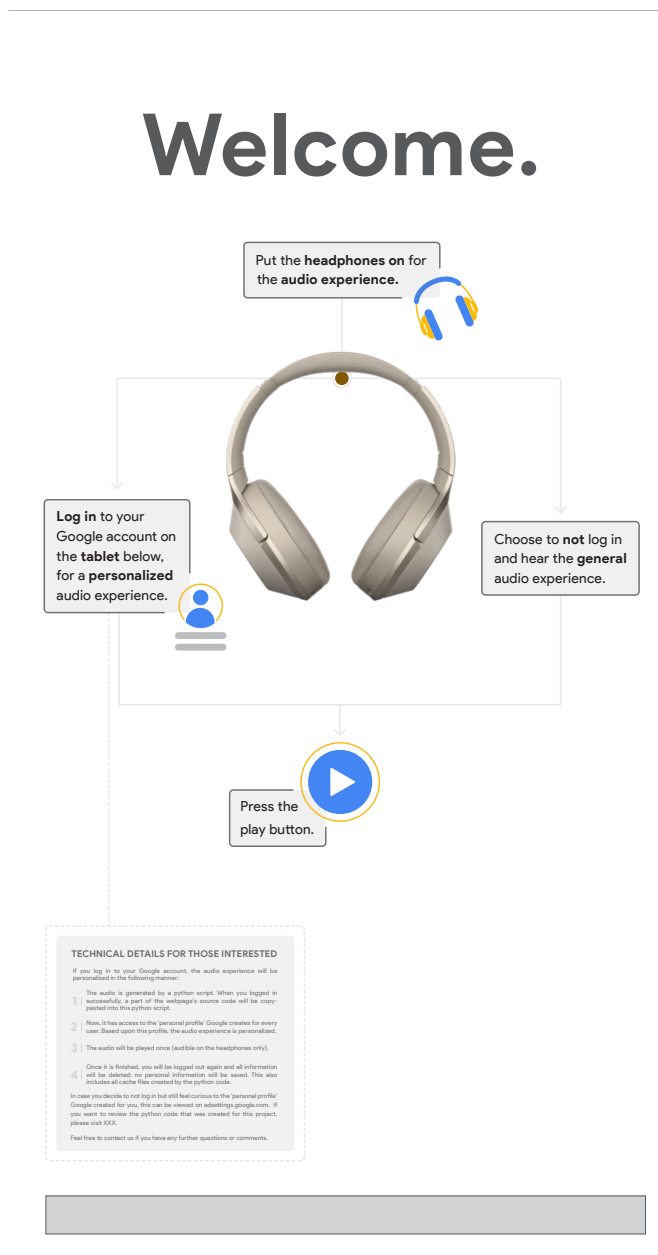 Welcome.
Put the headphones on for
the audio experience.
Log in to your
Google account on
the tablet below,
for a personalized
audio experience.
Choose to not log in
and hear the general
audio experience.
Press the
play button.
TECHNICAL DETAILS FOR THOSE INTERESTED
If you log in to your Google account, the audio experience will be
personalized in the following manner:
1 | The audio is generated by a python script. When you logged in
successfully, a part of the webpage's source code will be copy-
pasted into this python script.
2 | Now, it has access to the 'personal profile' Google creates for every
user. Based upon this profile, the audio experience is personalized.
3 | The audio will be played once (audible on the headphones only).
4 | Once it is finished, you will be logged out again and all information
will be deleted; no personal information will be saved. This also
includes all cache files created by the python code.
In case you decide to not log in but still feel curious to the 'personal profile'
Google created for you, this can be viewed on adsettings.google.com. If
you want to review the python code that was created for this project,
please visit XXX.
Feel free to contact us if you have any further questions or comments.